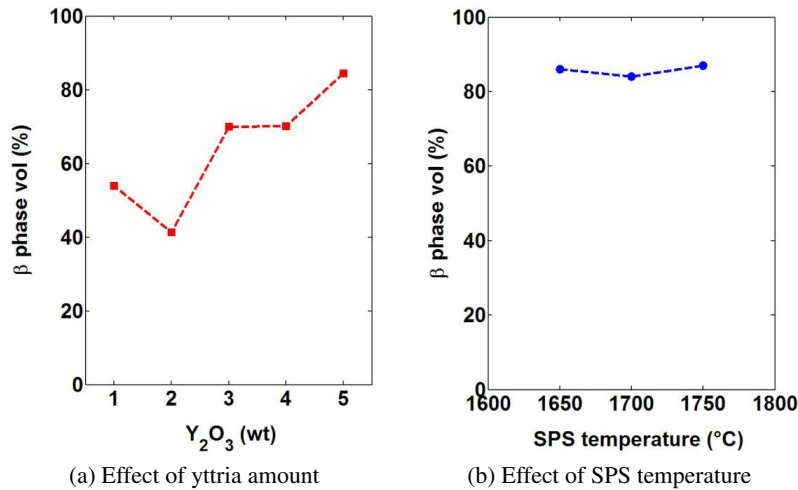 100
80
60
40
20
0
β phase vol (%)
1 2 3 4 5
Y₂O₃ (wt)
(a) Effect of yttria amount
100
80
60
40
20
0
β phase vol (%)
1600 1650 1700 1750 1800
SPS temperature (°C)
(b) Effect of SPS temperature